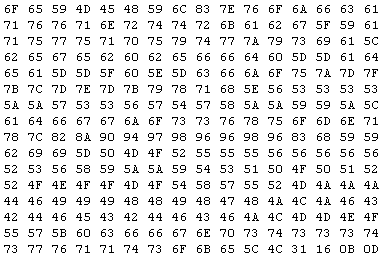 6F 65 59 4D 45 48 59 6C 83 7E 76 6F 6A 66 63 61
71 76 76 71 6E 72 74 74 72 6B 61 62 67 5F 59 61
71 75 77 75 71 70 75 79 74 77 7A 79 73 69 61 5C
62 65 67 65 62 60 62 65 66 66 64 60 5D 5D 61 64
65 61 5D 5D 5F 60 5E 5D 63 66 6A 6F 75 7A 7D 7F
7B 7C 7D 7E 7D 7B 79 78 71 68 5E 56 53 53 53 53
5A 5A 57 53 53 56 57 54 57 58 5A 5A 59 59 5A 5C
61 64 66 67 67 6A 6F 73 73 76 78 75 6F 6D 6E 71
78 7C 82 8A 90 94 97 98 96 98 96 98 96 83 68 59 59
62 69 69 5D 50 4D 4F 52 55 55 55 56 56 56 56 56
52 53 56 58 59 5A 5A 59 54 53 51 50 4F 50 51 52
52 4F 4E 4F 4F 4D 4F 54 58 57 55 52 4D 4A 4A 4A
44 46 49 49 49 48 48 49 48 47 48 4A 4C 4A 46 43
42 44 46 45 43 42 44 46 43 46 4A 4C 4D 4D 4E 4F
55 57 5B 60 63 66 66 67 6E 70 73 74 73 73 73 74
73 77 76 71 71 74 73 6F 6B 65 5C 4C 31 16 0B 0D